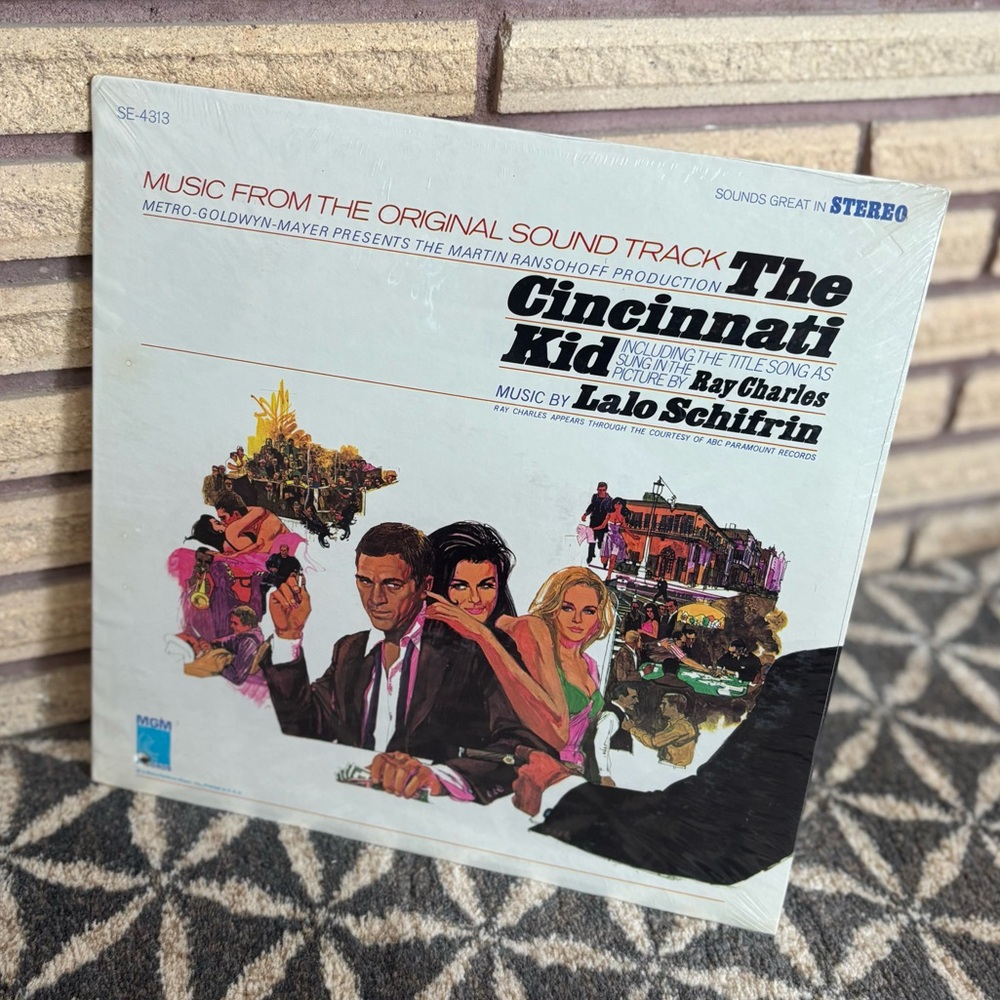 SE-4313
SOUNDS GREAT IN STEREO
MUSIC FROM THE ORIGINAL SOUND TRACK
METRO-GOLDWYN-MAYER PRESENTS THE MARTIN RANSOHOFF PRODUCTION
The
Cincinnati
Kid
INCLUDING THE TITLE SONG AS
SUNG IN THE
PICTURE BY Ray Charles
MUSIC BY Lalo Schifrin
RAY CHARLES APPEARS THROUGH THE COURTESY OF ABC PARAMOUNT RECORDS
MGM